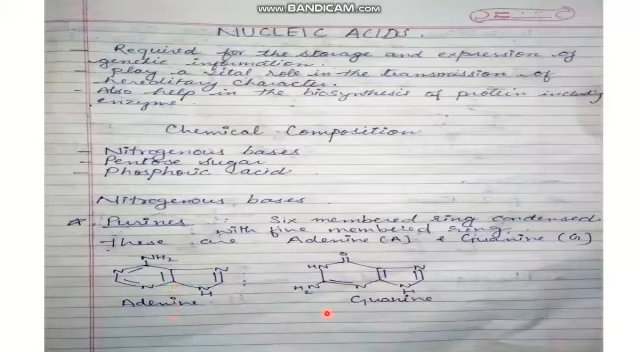 www.BANDICAM.com
NUCLEIC ACIDS.
- Required for the storage and expression of
genetic information.
- Play a vital role in the transmission of
hereditary character.
- Also help in the biosynthesis of protein including
enzyme.
Chemical Composition
- Nitrogenous bases
- Pentose sugar
- Phosphoric acid
Nitrogenous bases
* Purines : Six membered ring condensed
with five membered ring.
These are Adenine (A) & Guanine (G)
NH2
N N N N H
Adenine
O
HN N H2N N N H
Guanine